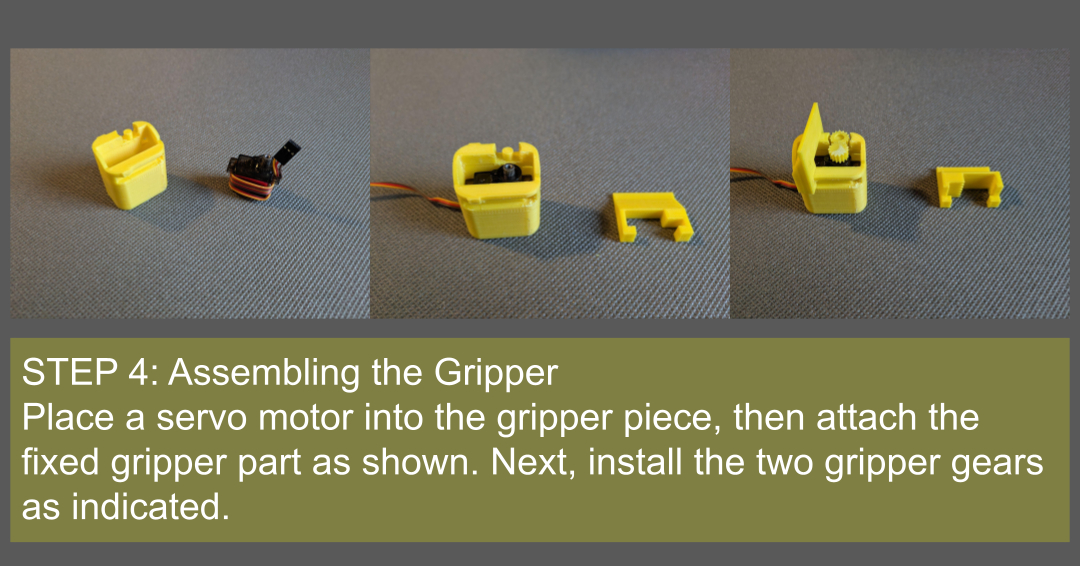 STEP 4: Assembling the Gripper
Place a servo motor into the gripper piece, then attach the
fixed gripper part as shown. Next, install the two gripper gears
as indicated.